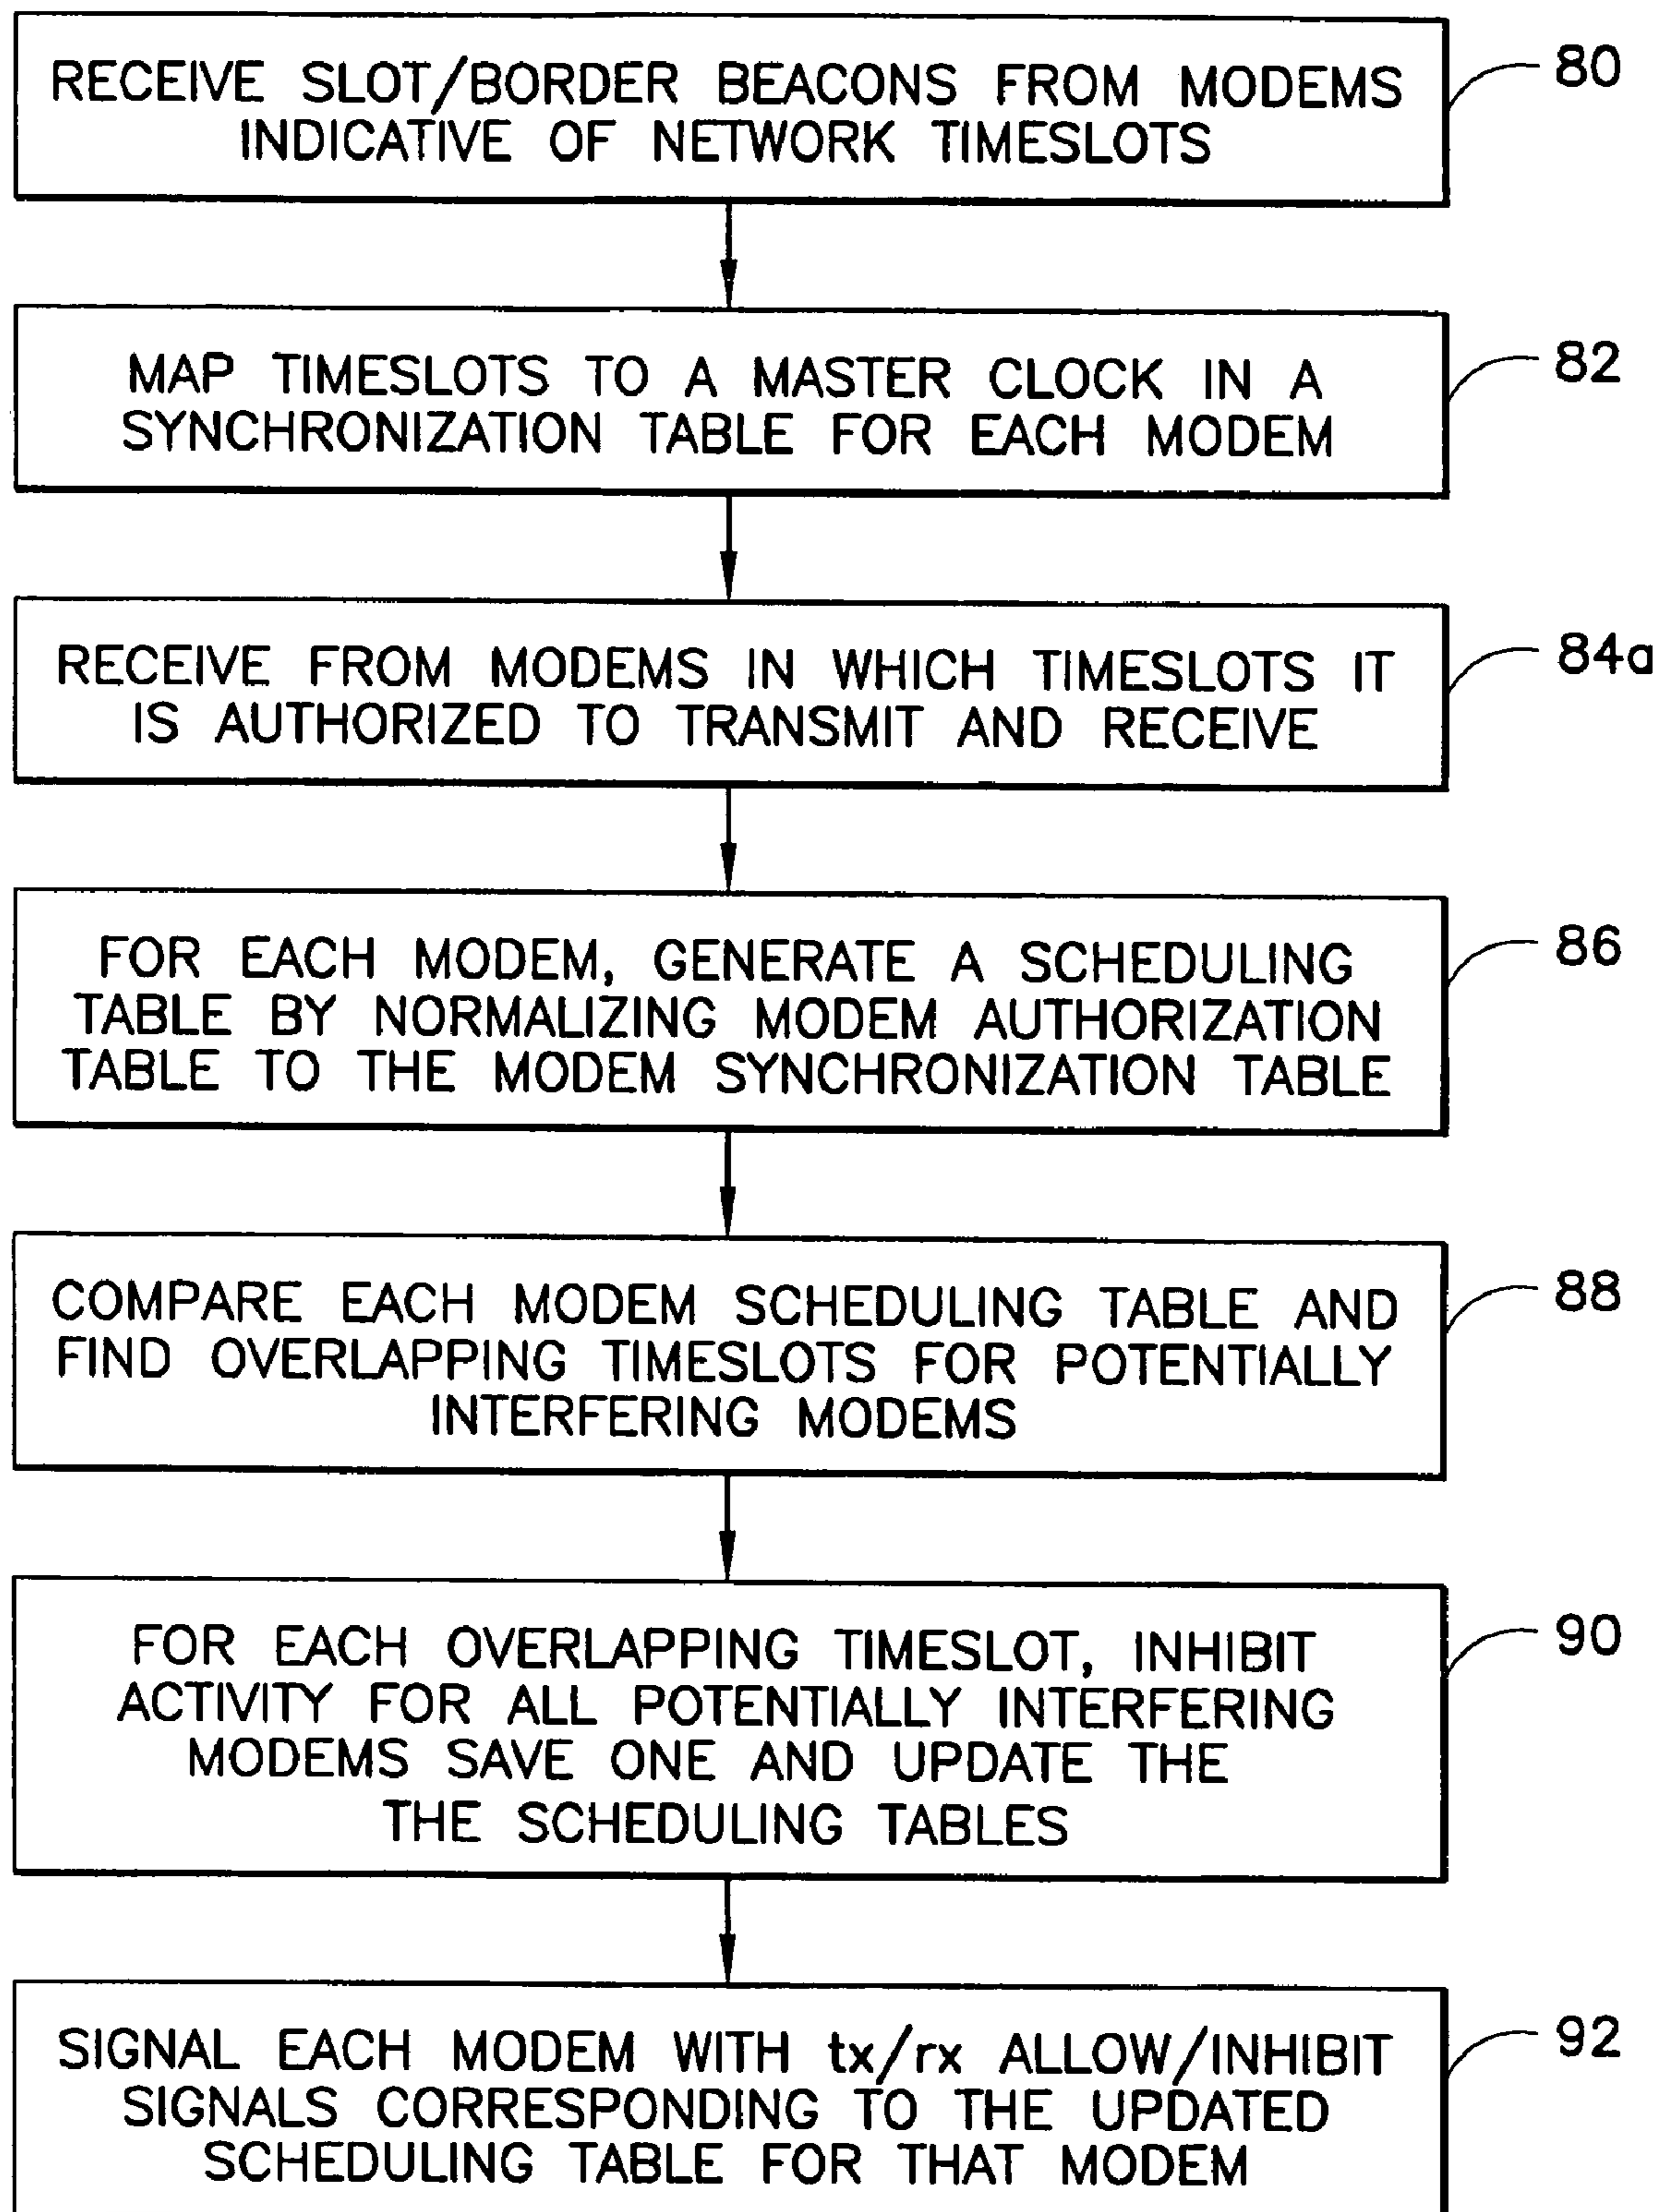 RECEIVE SLOT/BORDER BEACONS FROM MODEMS
INDICATIVE OF NETWORK TIMESLOTS
80
MAP TIMESLOTS TO A MASTER CLOCK IN A
SYNCHRONIZATION TABLE FOR EACH MODEM
82
RECEIVE FROM MODEMS IN WHICH TIMESLOTS IT
IS AUTHORIZED TO TRANSMIT AND RECEIVE
84a
FOR EACH MODEM, GENERATE A SCHEDULING
TABLE BY NORMALIZING MODEM AUTHORIZATION
TABLE TO THE MODEM SYNCHRONIZATION TABLE
86
COMPARE EACH MODEM SCHEDULING TABLE AND
FIND OVERLAPPING TIMESLOTS FOR POTENTIALLY
INTERFERING MODEMS
88
FOR EACH OVERLAPPING TIMESLOT, INHIBIT
ACTIVITY FOR ALL POTENTIALLY INTERFERING
MODEMS SAVE ONE AND UPDATE THE
THE SCHEDULING TABLES
90
SIGNAL EACH MODEM WITH tx/rx ALLOW/INHIBIT
SIGNALS CORRESPONDING TO THE UPDATED
SCHEDULING TABLE FOR THAT MODEM
92